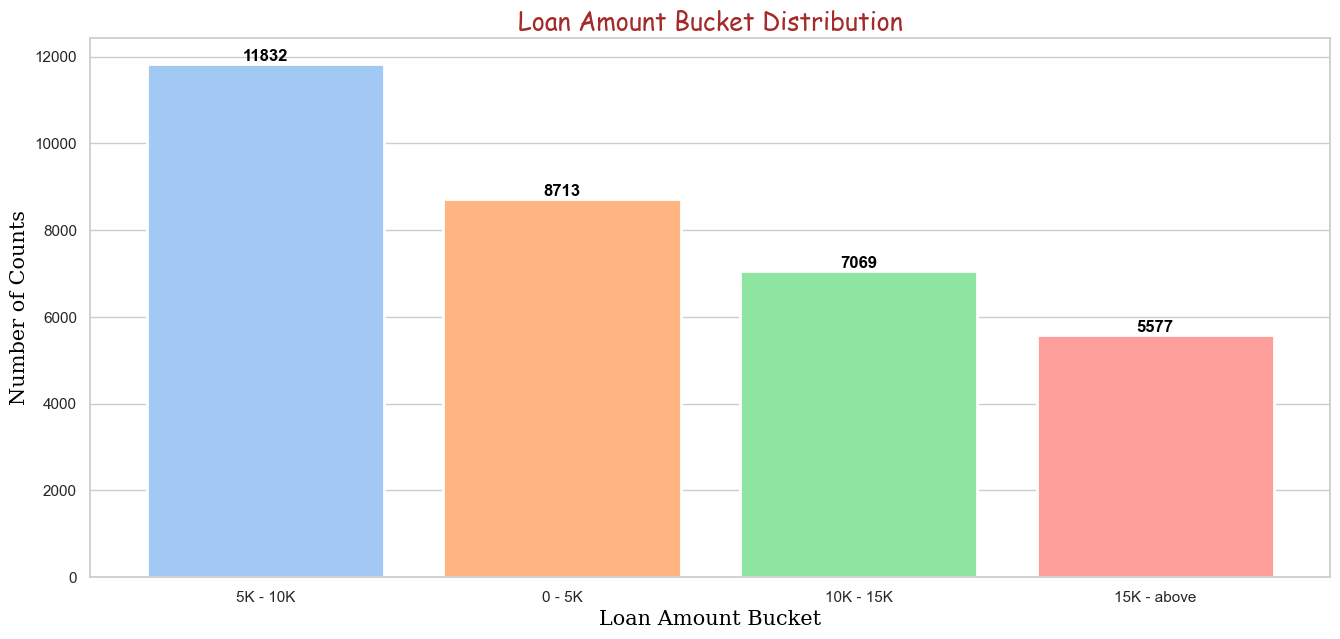 Loan Amount Bucket Distribution
12000
10000
8000
6000
4000
2000
0
Number of Counts
11832
8713
7069
5577
5K - 10K
0 - 5K
10K - 15K
15K - above
Loan Amount Bucket